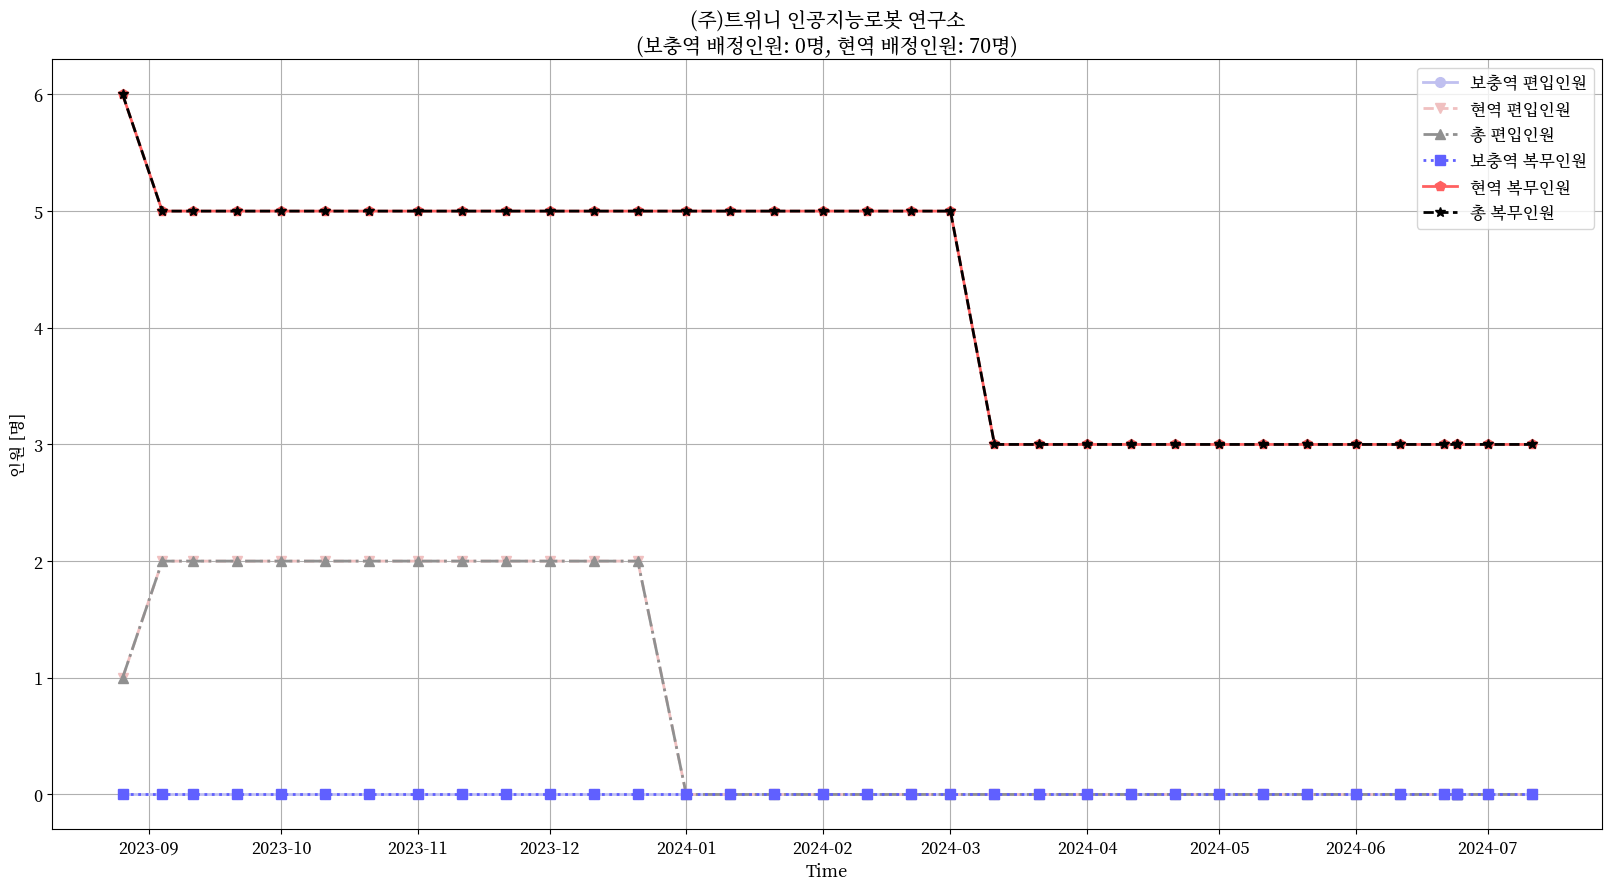 (주)트위니 인공지능로봇 연구소
(보충역 배정인원: 0명, 현역 배정인원: 70명)
보충역 편입인원
현역 편입인원
총 편입인원
보충역 복무인원
현역 복무인원
총 복무인원
인원 [명]
6
5
4
3
2
1
0
2023-09 2023-10 2023-11 2023-12 2024-01 2024-02 2024-03 2024-04 2024-05 2024-06 2024-07
Time